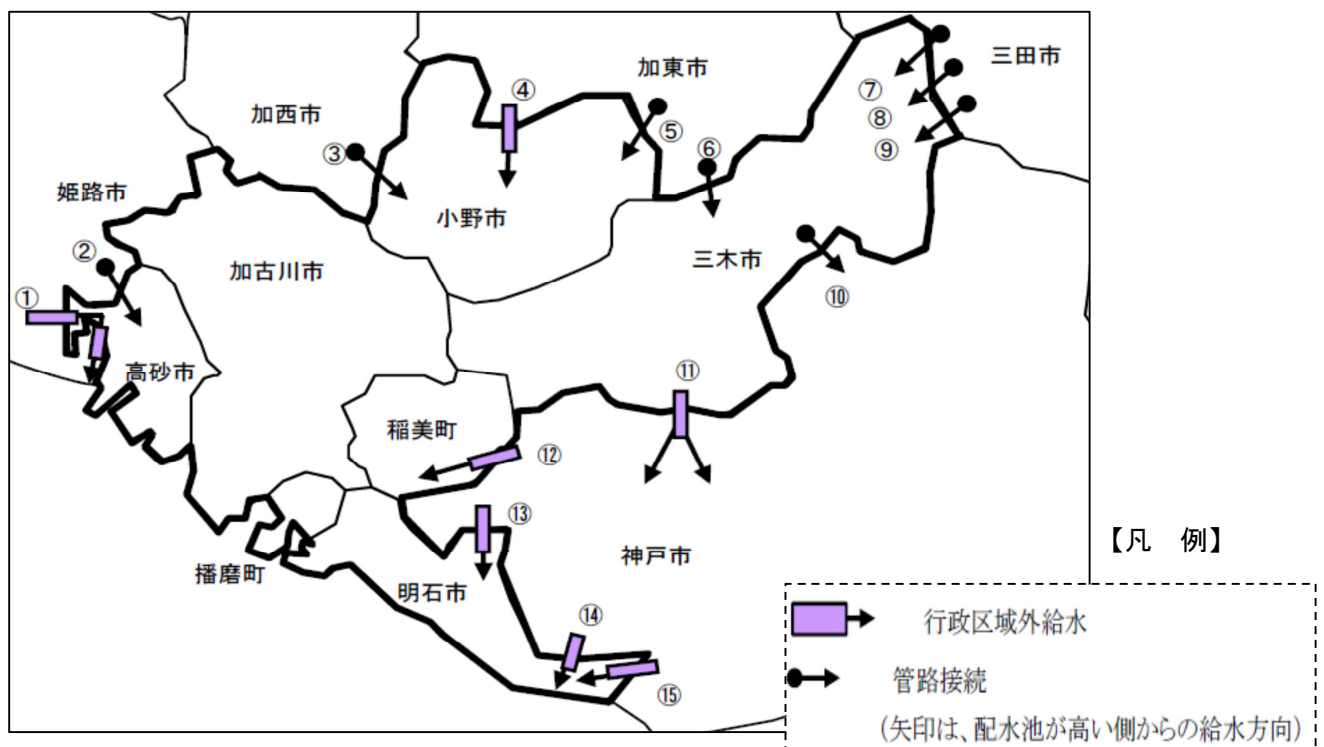 三田市
加東市
④
⑦
加西市
⑧
⑤
⑥
③
⑨
姫路市
小野市
②
三木市
加古川市
①
⑩
高砂市
⑪
稲美町
⑫
⑬
神戸市
播磨町
明石市
⑭
⑮
【凡 例】
行政区域外給水
管路接続
(矢印は、配水池が高い側からの給水方向)